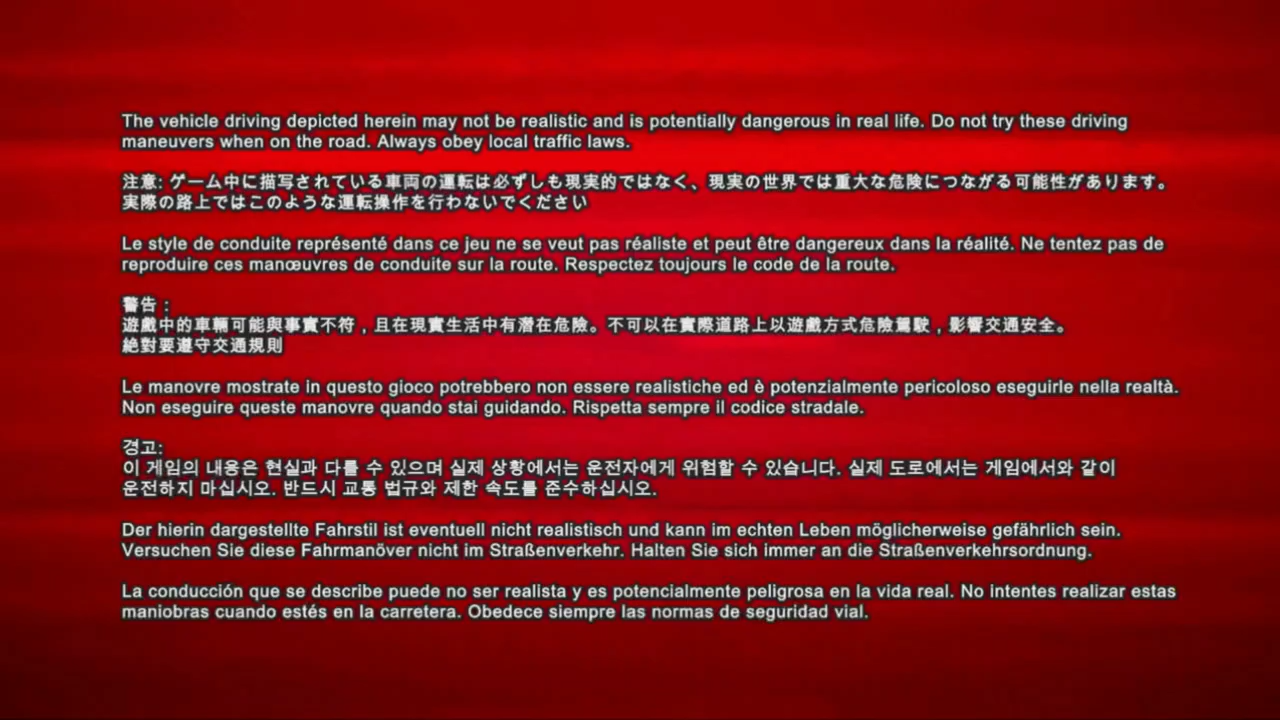 The vehicle driving depicted herein may not be realistic and is potentially dangerous in real life. Do not try these driving
maneuvers when on the road. Always obey local traffic laws.
注意: ゲーム中に描写されている車両の運転は必ずしも現実的ではなく、現実の世界では重大な危険につながる可能性があります。
実際の路上ではこのような運転操作を行わないでください
Le style de conduite représenté dans ce jeu ne se veut pas réaliste et peut être dangereux dans la réalité. Ne tentez pas de
reproduire ces manœuvres de conduite sur la route. Respectez toujours le code de la route.
警告：
遊戲中的車輛可能與事實不符，且在現實生活中有潛在危險。不可以在實際道路上以遊戲方式危險駕駛，影響交通安全。
絕對要遵守交通規則
Le manovre mostrate in questo gioco potrebbero non essere realistiche ed è potenzialmente pericoloso eseguirle nella realtà.
Non eseguire queste manovre quando stai guidando. Rispetta sempre il codice stradale.
경고:
이 게임의 내용은 현실과 다를 수 있으며 실제 상황에서는 운전자에게 위험할 수 있습니다. 실제 도로에서는 게임에서와 같이
운전하지 마십시오. 반드시 교통 법규와 제한 속도를 준수하십시오.
Der hierin dargestellte Fahrstil ist eventuell nicht realistisch und kann im echten Leben möglicherweise gefährlich sein.
Versuchen Sie diese Fahrmanöver nicht im Straßenverkehr. Halten Sie sich immer an die Straßenverkehrsordnung.
La conducción que se describe puede no ser realista y es potencialmente peligrosa en la vida real. No intentes realizar estas
maniobras cuando estés en la carretera. Obedece siempre las normas de seguridad vial.